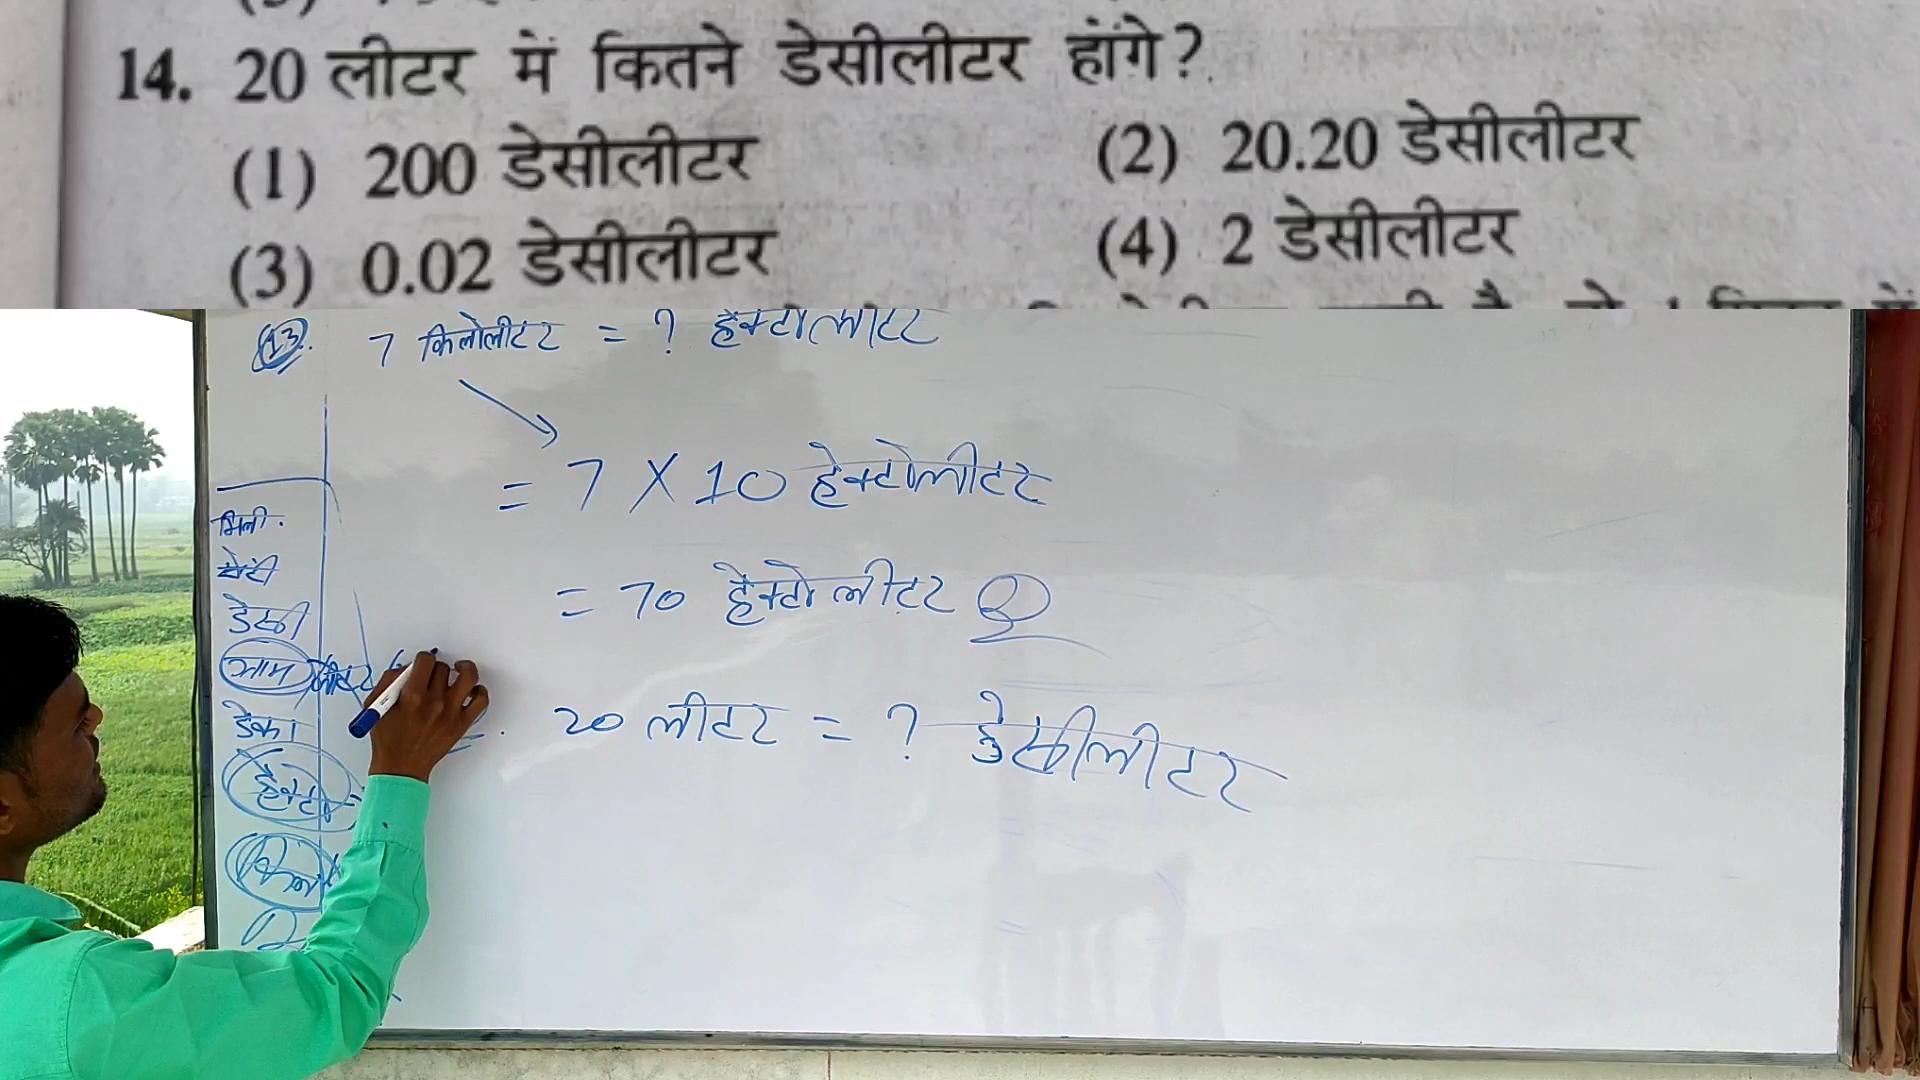 14. 20 लीटर में कितने डेसीलीटर होंगे?
(1) 200 डेसीलीटर (2) 20.20 डेसीलीटर
(3) 0.02 डेसीलीटर (4) 2 डेसीलीटर
13. 7 किलोलीटर = ? हेक्टोलीटर
= 7 X 10 हेक्टोलीटर
= 70 हेक्टोलीटर
20 लीटर = ? डेसीलीटर
मिली.
सेंटी
डेसी
डेका
हेक्टो